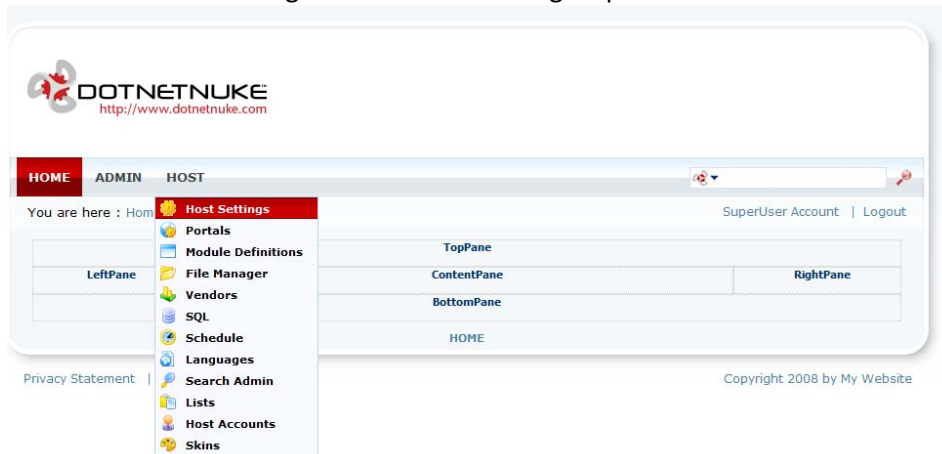 DOTNETNUKE
http://www.dotnetnuke.com
HOME ADMIN HOST
You are here : Hom
SuperUser Account | Logout
Host Settings
Portals
Module Definitions
File Manager
Vendors
SQL
Schedule
Languages
Search Admin
Lists
Host Accounts
Skins
TopPane
LeftPane
ContentPane
RightPane
BottomPane
HOME
Privacy Statement |
Copyright 2008 by My Website